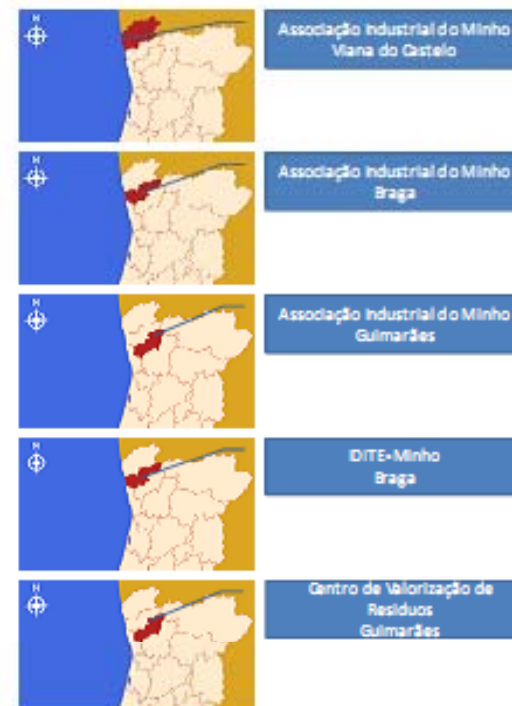 N
Associação Industrial do Minho
Viana do Castelo
N
Associação Industrial do Minho
Braga
N
Associação Industrial do Minho
Guimarães
N
IDITE-Minho
Braga
N
Centro de Valorização de
Resíduos
Guimarães